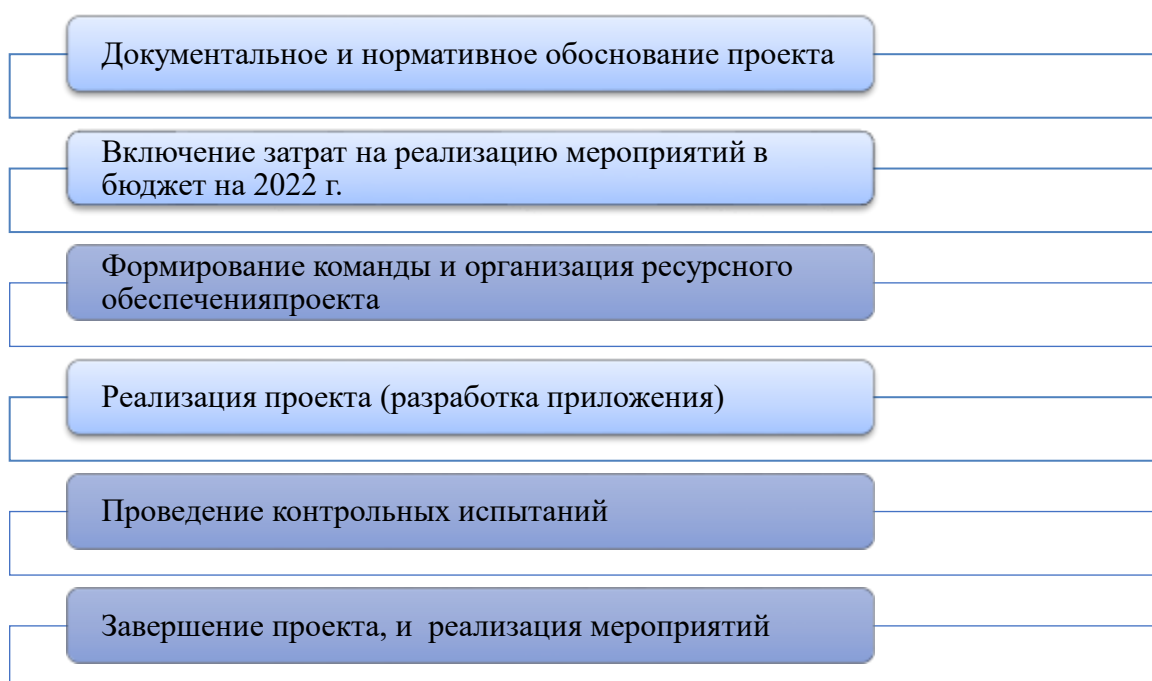 Документальное и нормативное обоснование проекта
Включение затрат на реализацию мероприятий в
бюджет на 2022 г.
Формирование команды и организация ресурсного
обеспеченияпроекта
Реализация проекта (разработка приложения)
Проведение контрольных испытаний
Завершение проекта, и  реализация мероприятий